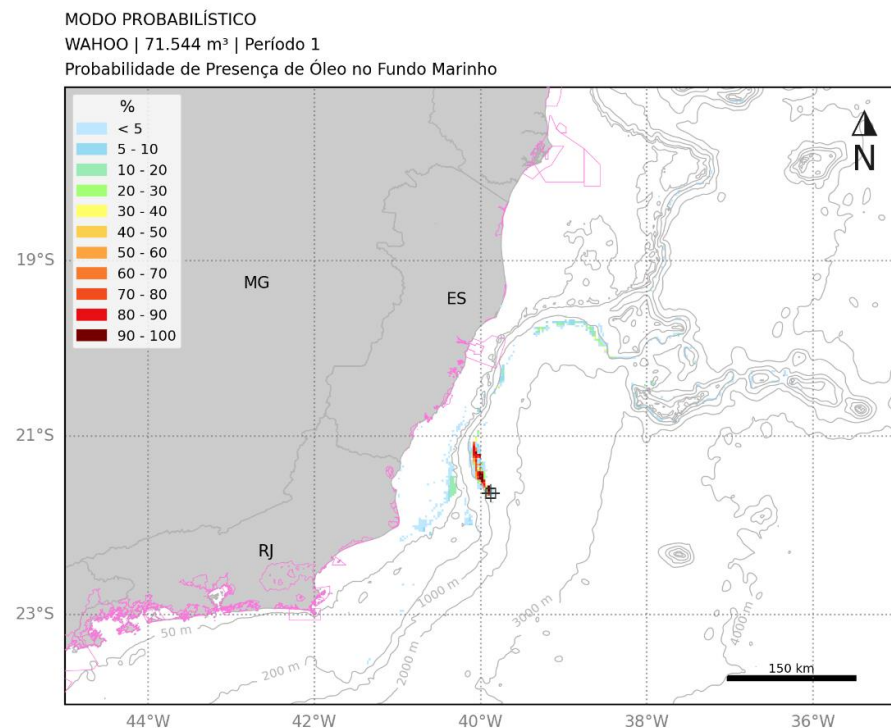 MODO PROBABILÍSTICO
WAHOO | 71.544 m³ | Período 1
Probabilidade de Presença de Óleo no Fundo Marinho
%
< 5
5 - 10
10 - 20
20 - 30
30 - 40
40 - 50
50 - 60
60 - 70
70 - 80
80 - 90
90 - 100
N
19°S
MG
ES
21°S
RJ
23°S
50 m
200 m
1000 m
2000 m
3000 m
4000 m
150 km
44°W
42°W
40°W
38°W
36°W